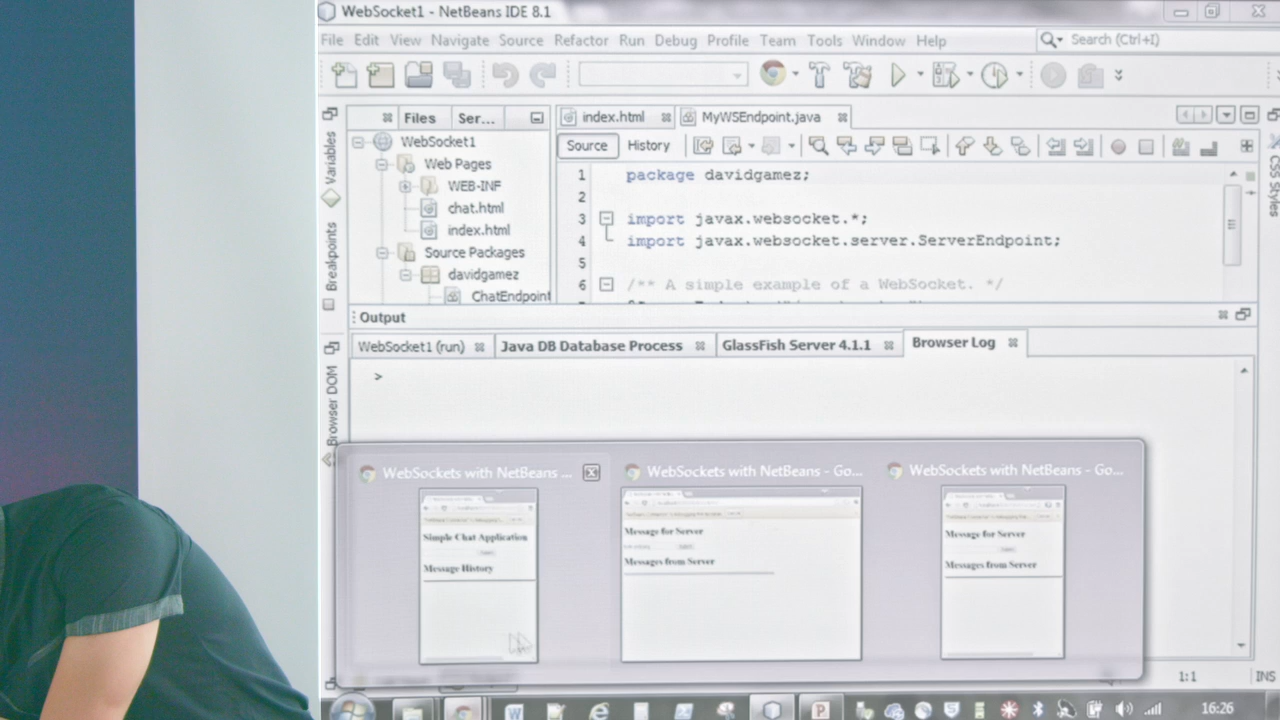 WebSocket1 - NetBeans IDE 8.1
File Edit View Navigate Source Refactor Run Debug Profile Team Tools Window Help
Search (Ctrl+I)
Files Ser...
index.html MyWSEndpoint.java
Variables
Breakpoints
Browser DOM
CSS Styles
WebSocket1
Web Pages
WEB-INF
chat.html
index.html
Source Packages
davidgamez
ChatEndpoint
Source History
1 package davidgamez;
2
3 import javax.websocket.*;
4 import javax.websocket.server.ServerEndpoint;
5
6 /** A simple example of a WebSocket. */
Output
WebSocket1 (run) Java DB Database Process GlassFish Server 4.1.1 Browser Log
>
WebSockets with NetBeans ... WebSockets with NetBeans - Go... WebSockets with NetBeans - Go...
Simple Chat Application
Message History
Message for Server
Messages from Server
Message for Server
Messages from Server
1:1 INS
16:26